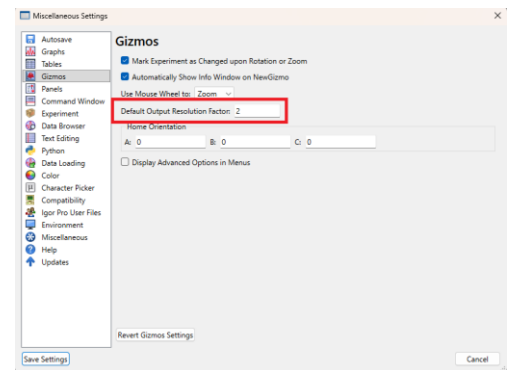 Miscellaneous Settings
Autosave
Graphs
Tables
Gizmos
Panels
Command Window
Experiment
Data Browser
Text Editing
Python
Data Loading
Color
Character Picker
Compatibility
Igor Pro User Files
Environment
Miscellaneous
Help
Updates
Gizmos
Mark Experiment as Changed upon Rotation or Zoom
Automatically Show Info Window on NewGizmo
Use Mouse Wheel to: Zoom
Default Output Resolution Factor: 2
Home Orientation
A: 0 B: 0 C: 0
Display Advanced Options in Menus
Revert Gizmos Settings
Save Settings Cancel